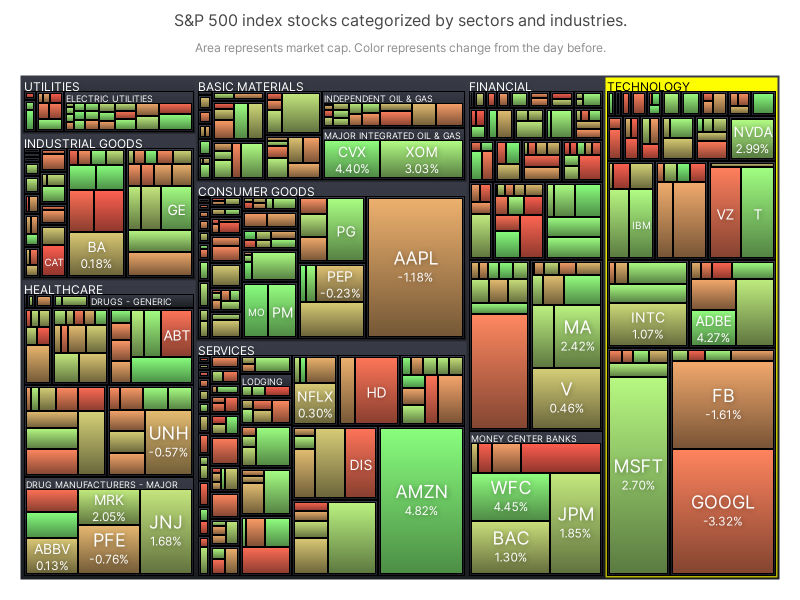 S&P 500 index stocks categorized by sectors and industries.
Area represents market cap. Color represents change from the day before.
UTILITIES
ELECTRIC UTILITIES
INDUSTRIAL GOODS
GE
BA
0.18%
CAT
HEALTHCARE
DRUGS - GENERIC
ABT
UNH
-0.57%
DRUG MANUFACTURERS - MAJOR
MRK
2.05%
JNJ
1.68%
PFE
-0.76%
ABBV
0.13%
BASIC MATERIALS
INDEPENDENT OIL & GAS
MAJOR INTEGRATED OIL & GAS
CVX
4.40%
XOM
3.03%
CONSUMER GOODS
PG
AAPL
-1.18%
PEP
-0.23%
MO
PM
SERVICES
LODGING
NFLX
0.30%
HD
DIS
AMZN
4.82%
FINANCIAL
MA
2.42%
V
0.46%
MONEY CENTER BANKS
WFC
4.45%
JPM
1.85%
BAC
1.30%
TECHNOLOGY
NVDA
2.99%
IBM
VZ
T
INTC
1.07%
ADBE
4.27%
MSFT
2.70%
FB
-1.61%
GOOGL
-3.32%